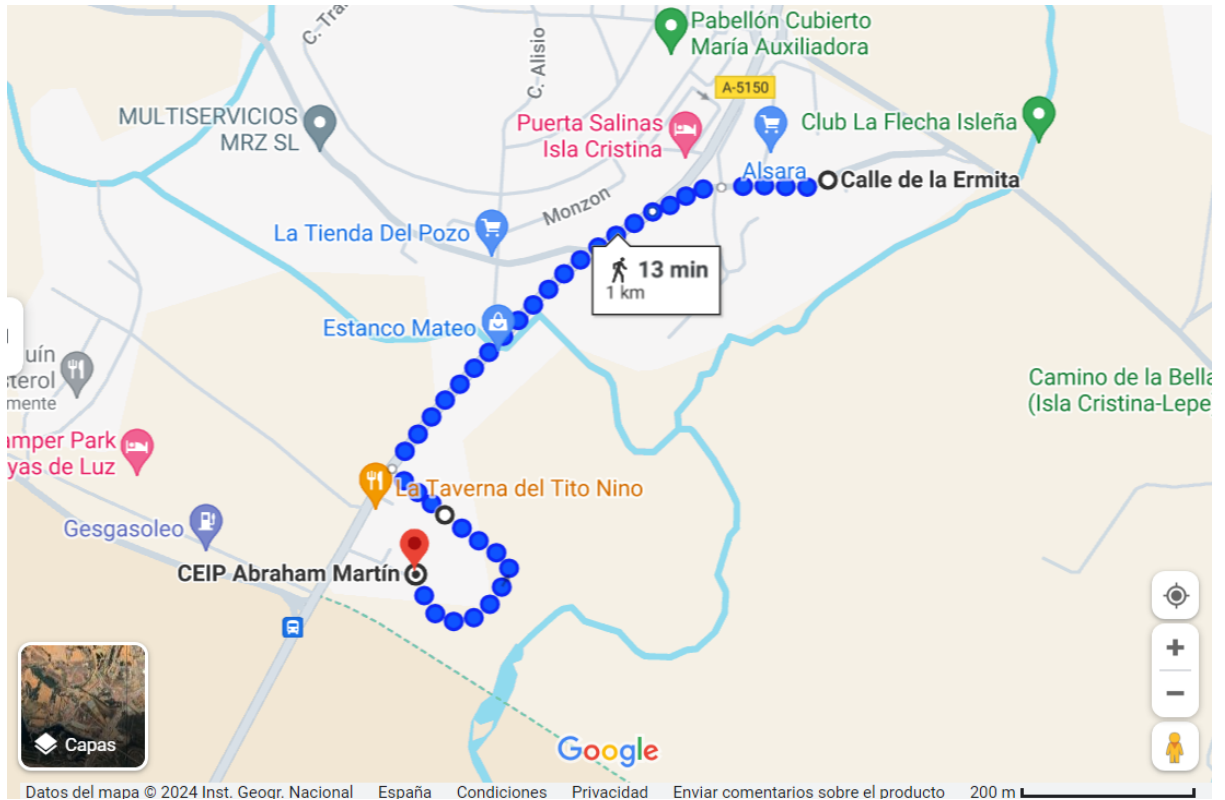 C. Tra
C. Alisio
Pabellón Cubierto
María Auxiliadora
A-5150
MULTISERVICIOS
MRZ SL
Puerta Salinas
Isla Cristina
Club La Flecha Isleña
Alsara
Calle de la Ermita
Monzon
La Tienda Del Pozo
13 min
1 km
Estanco Mateo
uín
sterol
mente
Camino de la Bella
(Isla Cristina-Lepe
amper Park
yas de Luz
La Taverna del Tito Nino
Gesgasoleo
CEIP Abraham Martín
Capas
Google
Datos del mapa © 2024 Inst. Geogr. Nacional España Condiciones Privacidad Enviar comentarios sobre el producto 200 m